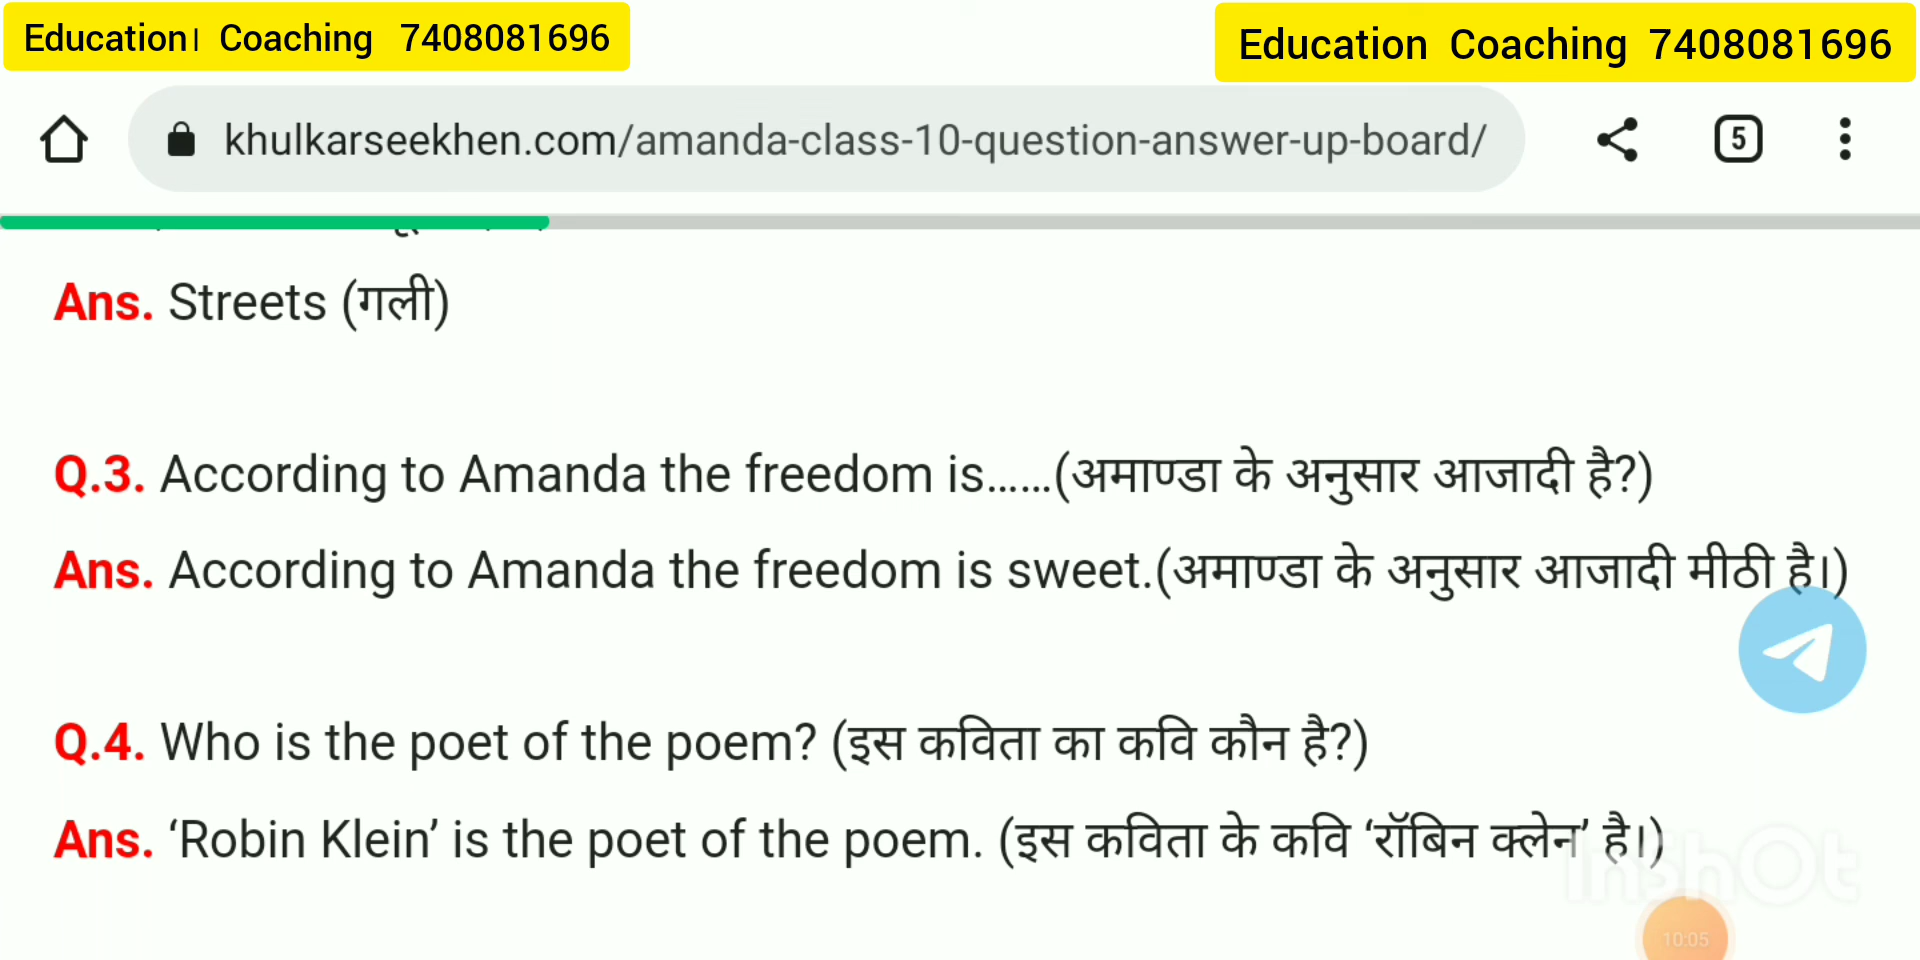 Education। Coaching 7408081696
Education Coaching 7408081696
khulkarseekhen.com/amanda-class-10-question-answer-up-board/
5
Ans. Streets (गली)
Q.3. According to Amanda the freedom is……(अमाण्डा के अनुसार आजादी है?)
Ans. According to Amanda the freedom is sweet.(अमाण्डा के अनुसार आजादी मीठी है।)
Q.4. Who is the poet of the poem? (इस कविता का कवि कौन है?)
Ans. ‘Robin Klein’ is the poet of the poem. (इस कविता के कवि ‘रॉबिन क्लेन’ है।)
InShOt
10:05